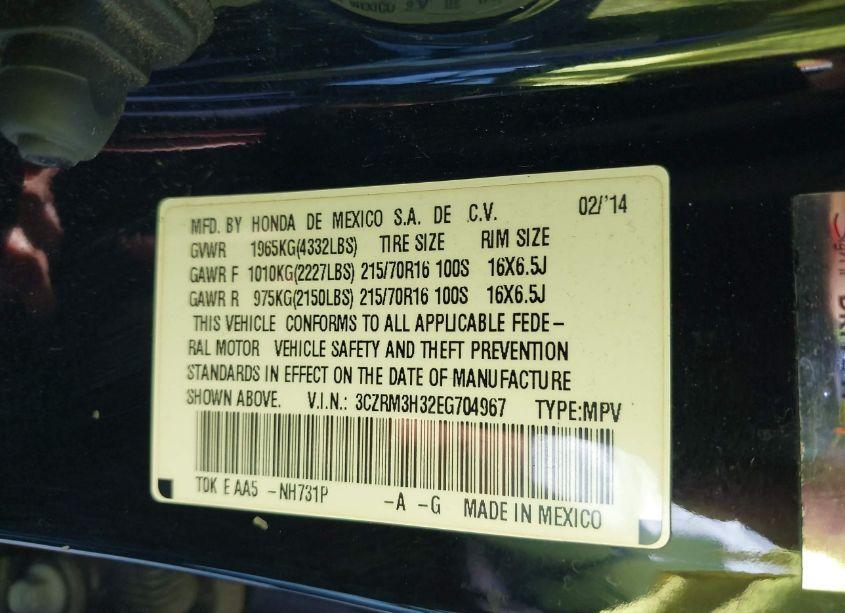 MFD. BY HONDA DE MEXICO S.A. DE C.V. 02/'14
GVWR 1965KG(4332LBS) TIRE SIZE RIM SIZE
GAWR F 1010KG(2227LBS) 215/70R16 100S 16X6.5J
GAWR R 975KG(2150LBS) 215/70R16 100S 16X6.5J
THIS VEHICLE CONFORMS TO ALL APPLICABLE FEDE-
RAL MOTOR VEHICLE SAFETY AND THEFT PREVENTION
STANDARDS IN EFFECT ON THE DATE OF MANUFACTURE
SHOWN ABOVE. V.I.N.: 3CZRM3H32EG704967 TYPE:MPV
T0K E AA5 -NH731P -A -G MADE IN MEXICO